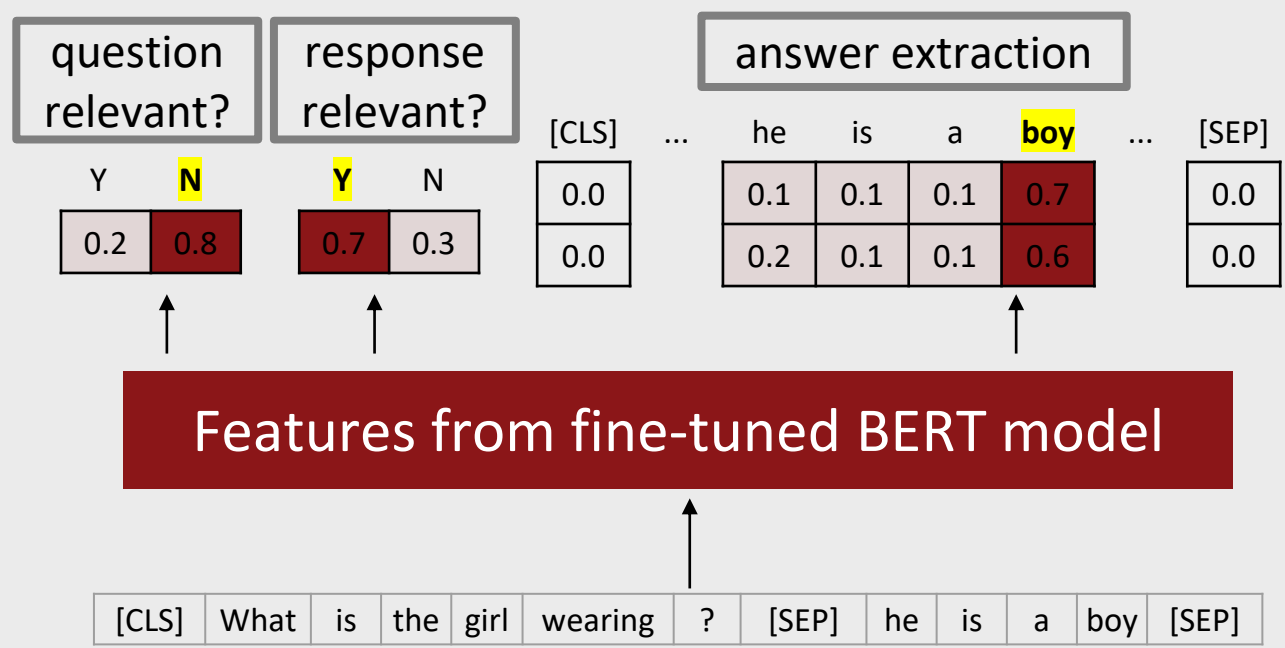 question relevant?
response relevant?
answer extraction
[CLS] ... he is a boy ... [SEP]
Y N
Y N
0.0 0.1 0.1 0.1 0.7 0.0
0.2 0.8
0.7 0.3
0.0 0.2 0.1 0.1 0.6 0.0
Features from fine-tuned BERT model
[CLS] What is the girl wearing ? [SEP] he is a boy [SEP]